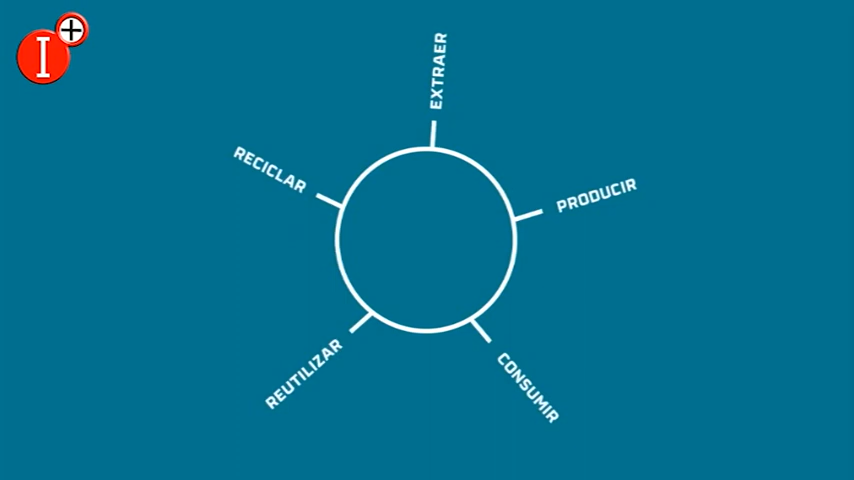 I+
EXTRAER
PRODUCIR
CONSUMIR
REUTILIZAR
RECICLAR